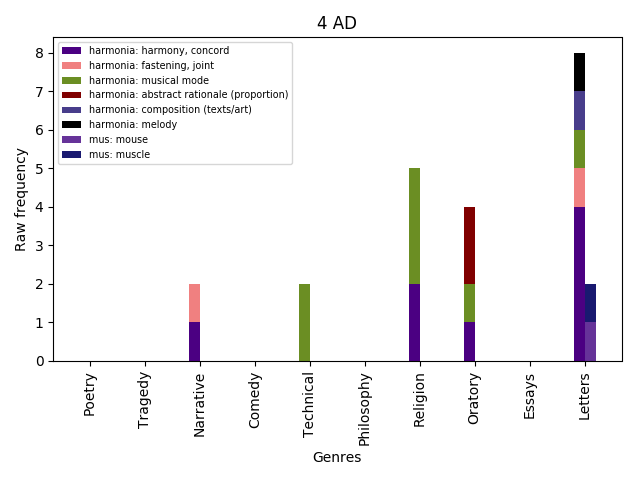 4 AD
harmonia: harmony, concord
harmonia: fastening, joint
harmonia: musical mode
harmonia: abstract rationale (proportion)
harmonia: composition (texts/art)
harmonia: melody
mus: mouse
mus: muscle
Raw frequency
8
7
6
5
4
3
2
1
0
Poetry
Tragedy
Narrative
Comedy
Technical
Philosophy
Religion
Oratory
Essays
Letters
Genres